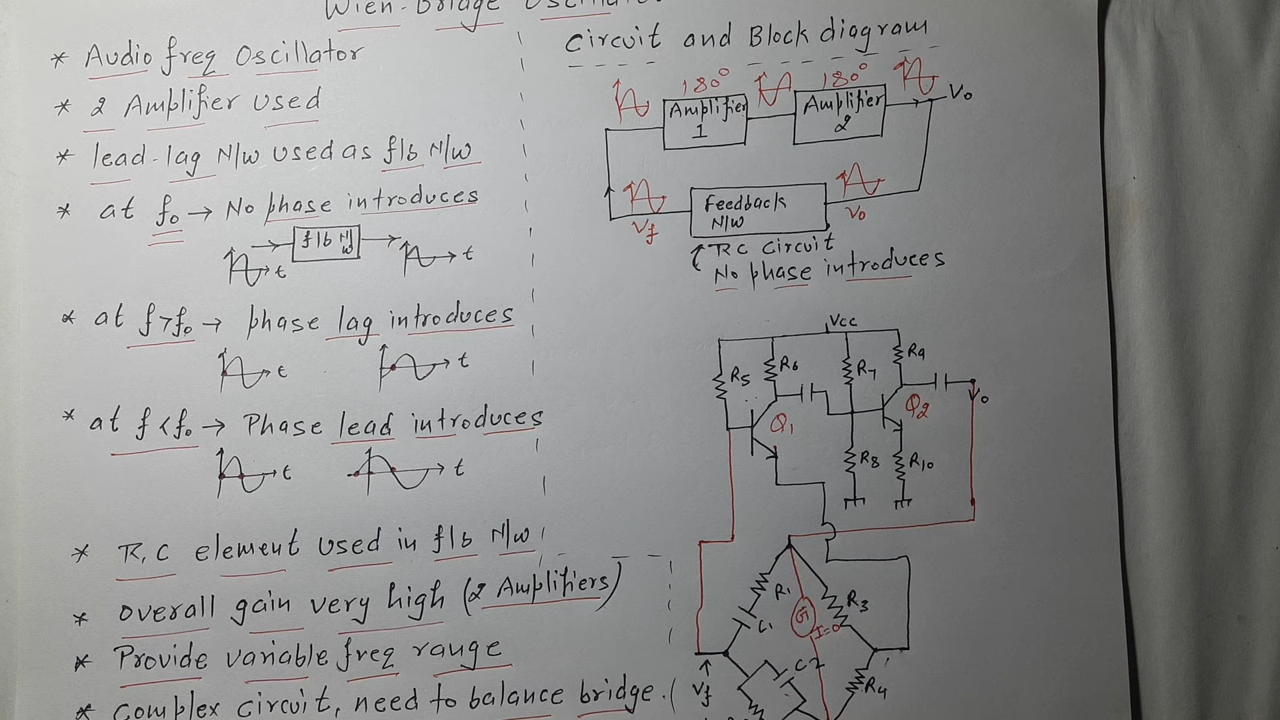 Wien-Bridge Oscillator
* Audio freq Oscillator
* 2 Amplifier used
* lead-lag N/W used as f/b N/W
* at f₀ → No phase introduces
f/b N/W
t
t
* at f>f₀ → phase lag introduces
t
t
* at f<f₀ → Phase lead introduces
t
t
* R,C element used in f/b N/W
* overall gain very high (2 Amplifiers)
* Provide variable freq range
* complex circuit, need to balance bridge. (
Circuit and Block diagram
180° 180°
Amplifier 1
Amplifier 2
V₀
Feedback N/W
Vf
V₀
RC Circuit
No phase introduces
Vcc
R5 R6 R7 R9
Q1 Q2 V₀
R8 R10
R1 R3
C1 G I=0
C2
Vf R4